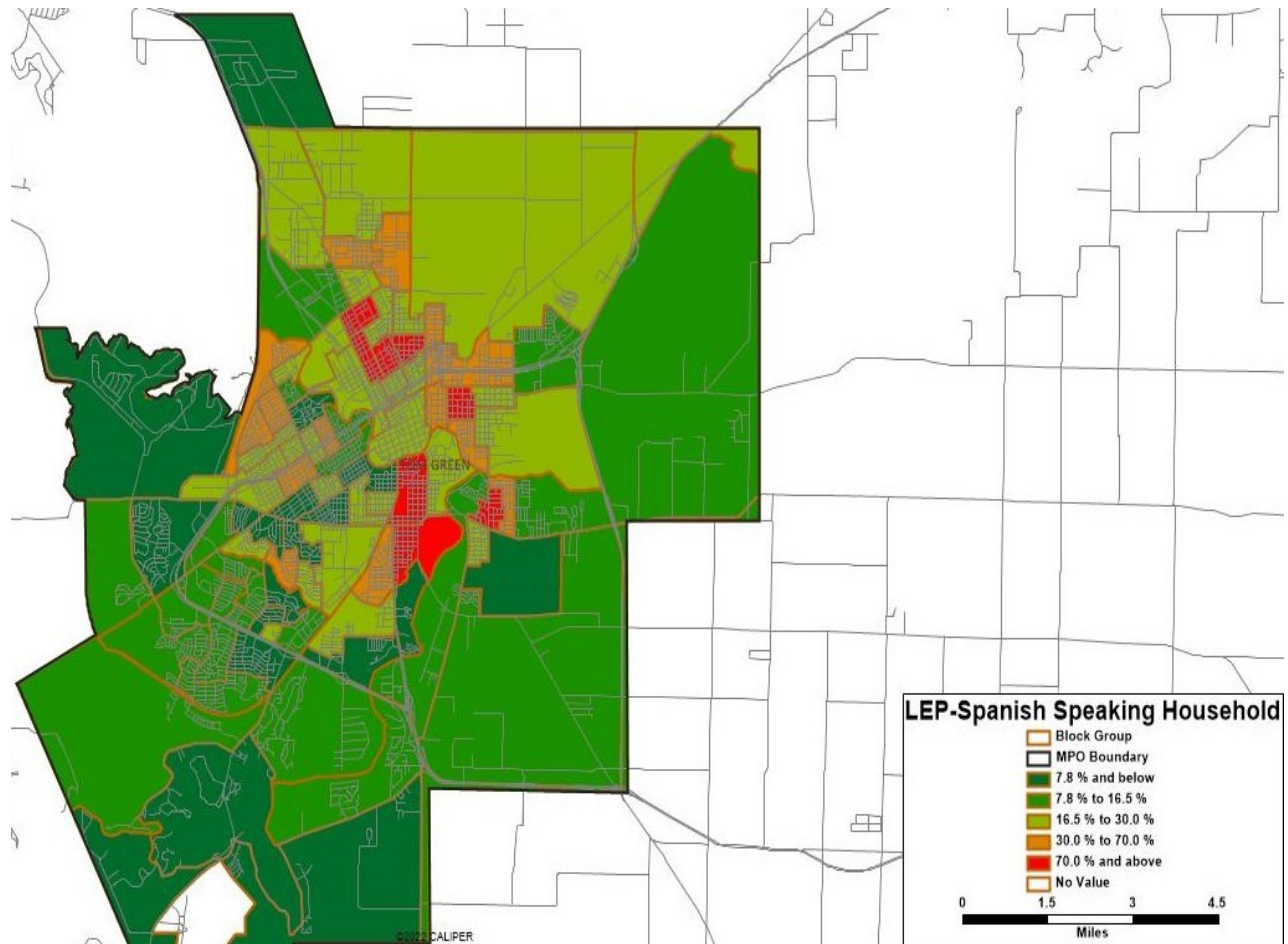 GREEN
LEP-Spanish Speaking Household
Block Group
MPO Boundary
7.8 % and below
7.8 % to 16.5 %
16.5 % to 30.0 %
30.0 % to 70.0 %
70.0 % and above
No Value
0 1.5 3 4.5
Miles
©2022 CALIPER